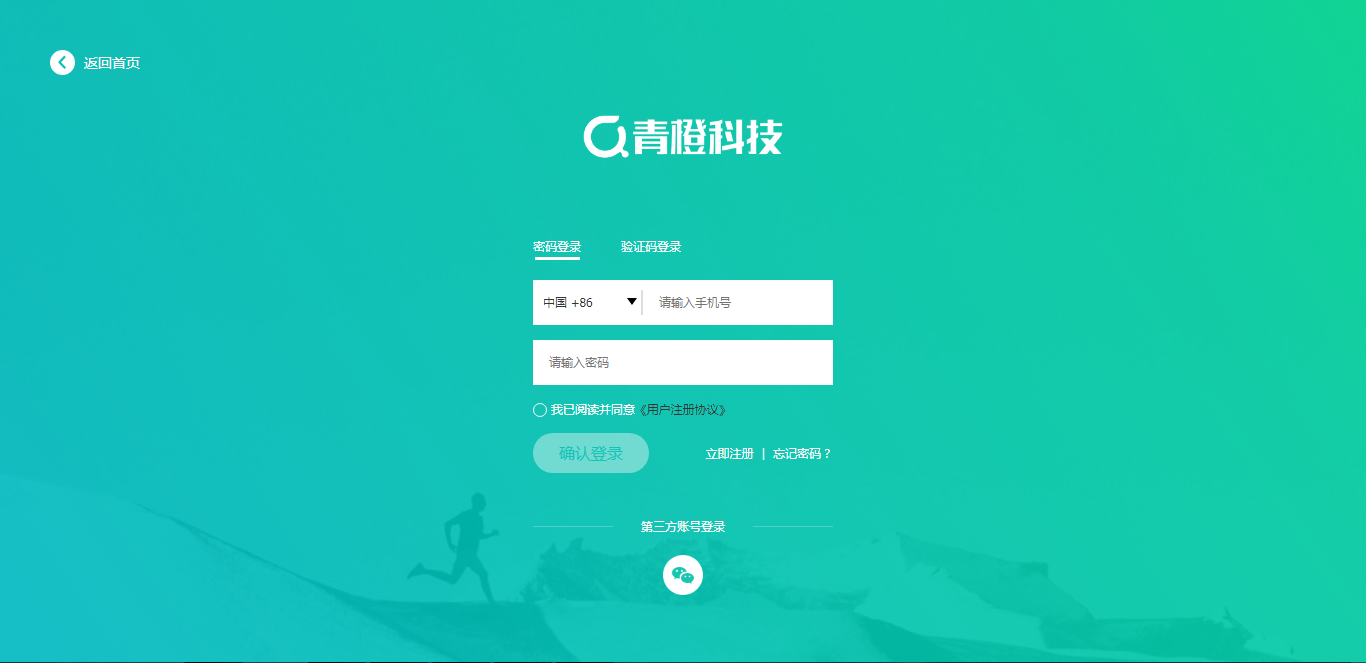 返回首页
青橙科技
密码登录 验证码登录
中国 +86 请输入手机号
请输入密码
我已阅读并同意《用户注册协议》
确认登录 立即注册 | 忘记密码？
第三方账号登录